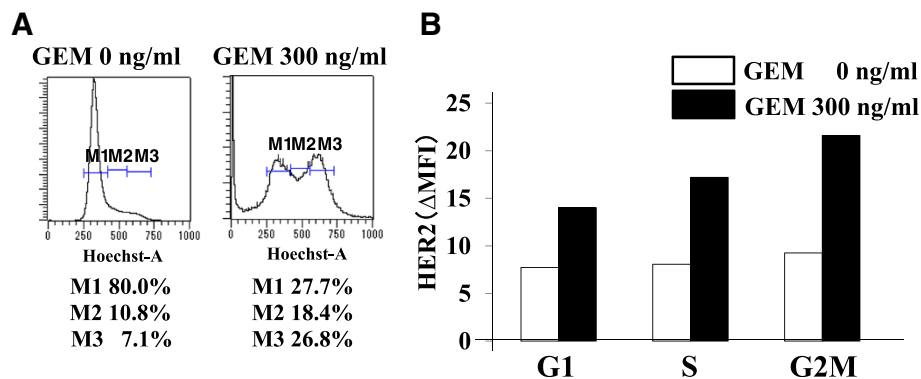 A
GEM 0 ng/ml
GEM 300 ng/ml
M1M2M3
M1M2M3
0 250 500 750 1000
0 250 500 750 1000
Hoechst-A
Hoechst-A
M1 80.0%
M2 10.8%
M3 7.1%
M1 27.7%
M2 18.4%
M3 26.8%
B
GEM 0 ng/ml
GEM 300 ng/ml
HER2(ΔMFI)
25
20
15
10
5
0
G1 S G2M